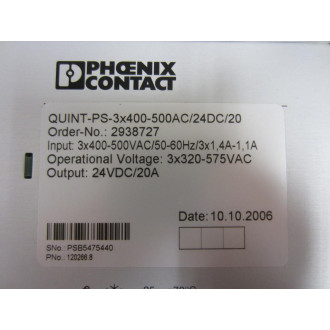 PHŒNIX
CONTACT
QUINT-PS-3x400-500AC/24DC/20
Order-No.: 2938727
Input: 3x400-500VAC/50-60Hz/3x1,4A-1,1A
Operational Voltage: 3x320-575VAC
Output: 24VDC/20A
Date: 10.10.2006
SNo.: PSB5475440
PNo.: 120266.8